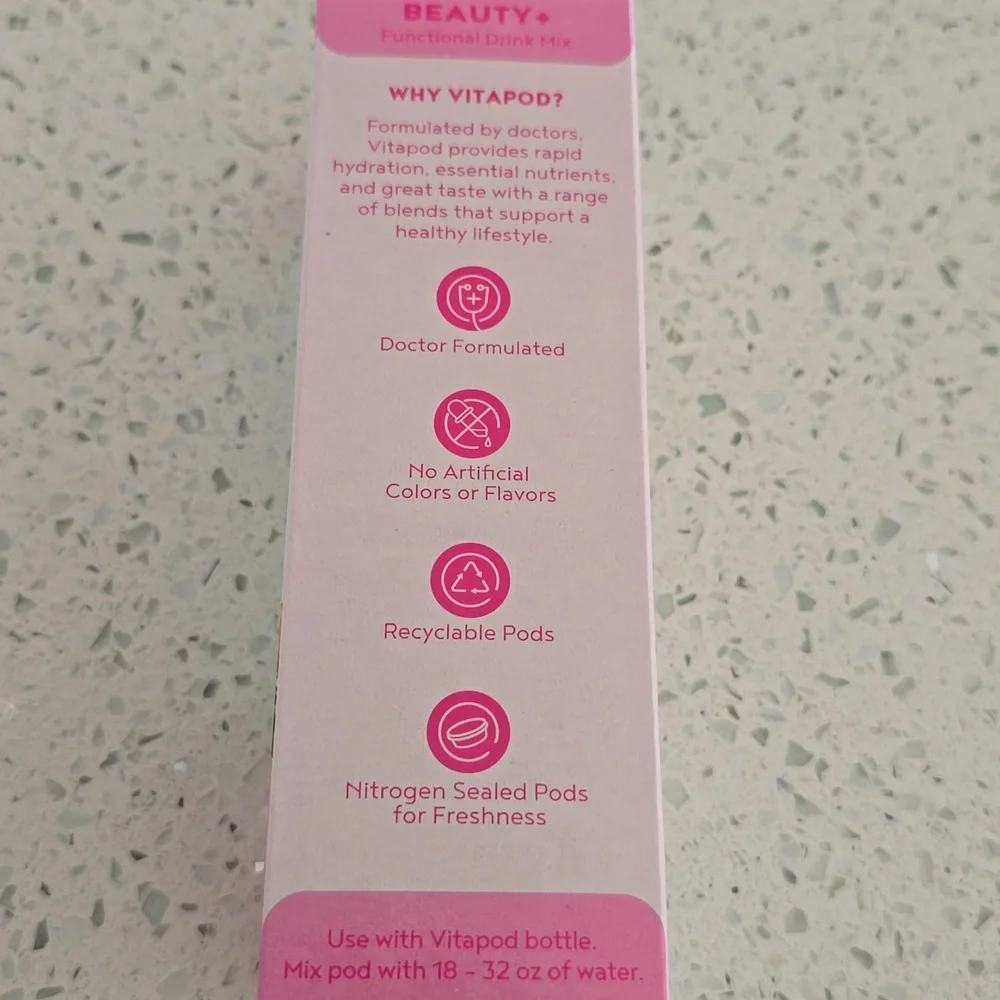 BEAUTY+
Functional Drink Mix
WHY VITAPOD?
Formulated by doctors,
Vitapod provides rapid
hydration, essential nutrients,
and great taste with a range
of blends that support a
healthy lifestyle.
Doctor Formulated
No Artificial
Colors or Flavors
Recyclable Pods
Nitrogen Sealed Pods
for Freshness
Use with Vitapod bottle.
Mix pod with 18 - 32 oz of water.